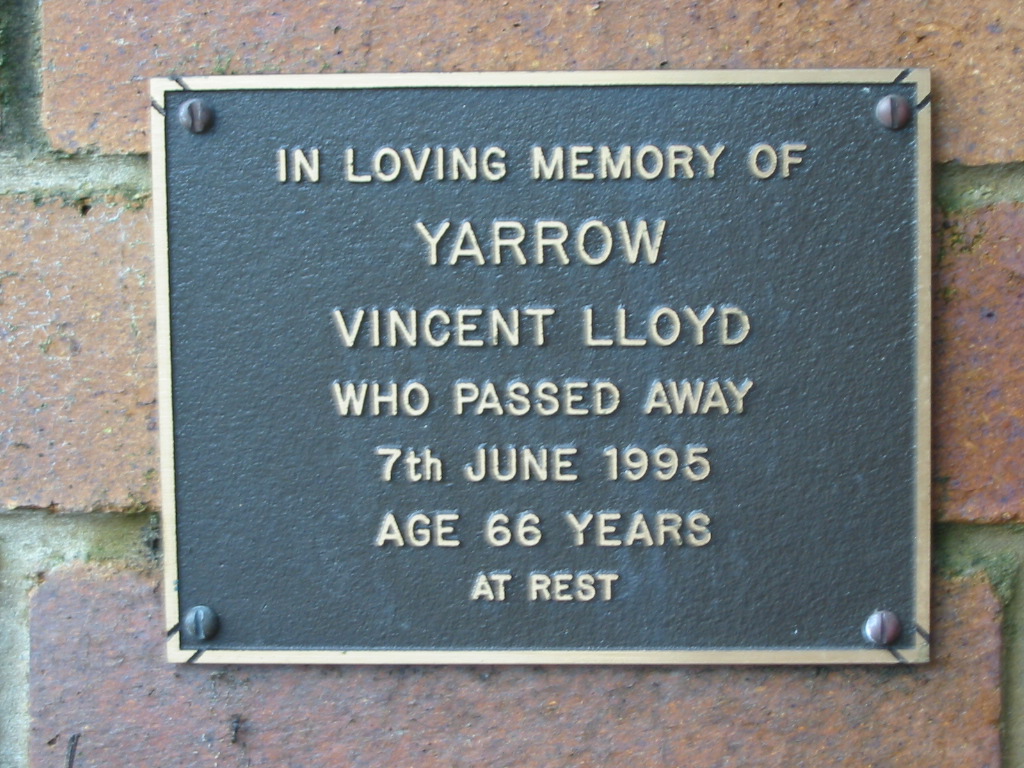 IN LOVING MEMORY OF
YARROW
VINCENT LLOYD
WHO PASSED AWAY
7th JUNE 1995
AGE 66 YEARS
AT REST